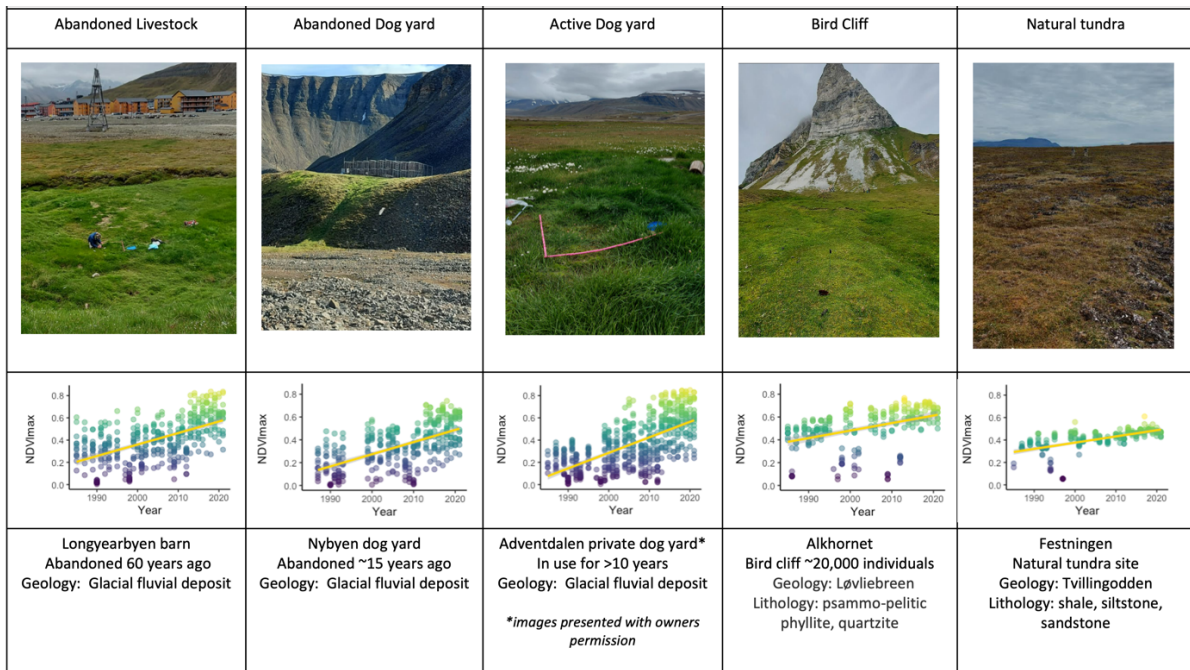 Abandoned Livestock
Abandoned Dog yard
Active Dog yard
Bird Cliff
Natural tundra
NDVImax
0.8
0.6
0.4
0.2
0.0
1990
2000
2010
2020
Year
NDVImax
0.8
0.6
0.4
0.2
0.0
1990
2000
2010
2020
Year
NDVImax
0.8
0.6
0.4
0.2
0.0
1990
2000
2010
2020
Year
NDVImax
0.8
0.6
0.4
0.2
0.0
1990
2000
2010
2020
Year
NDVImax
0.8
0.6
0.4
0.2
0.0
1990
2000
2010
2020
Year
Longyearbyen barn
Abandoned 60 years ago
Geology: Glacial fluvial deposit
Nybyen dog yard
Abandoned ~15 years ago
Geology: Glacial fluvial deposit
Adventdalen private dog yard*
In use for >10 years
Geology: Glacial fluvial deposit
*images presented with owners
permission
Alkhornet
Bird cliff ~20,000 individuals
Geology: Løvliebreen
Lithology: psammo-pelitic
phyllite, quartzite
Festningen
Natural tundra site
Geology: Tvillingodden
Lithology: shale, siltstone,
sandstone